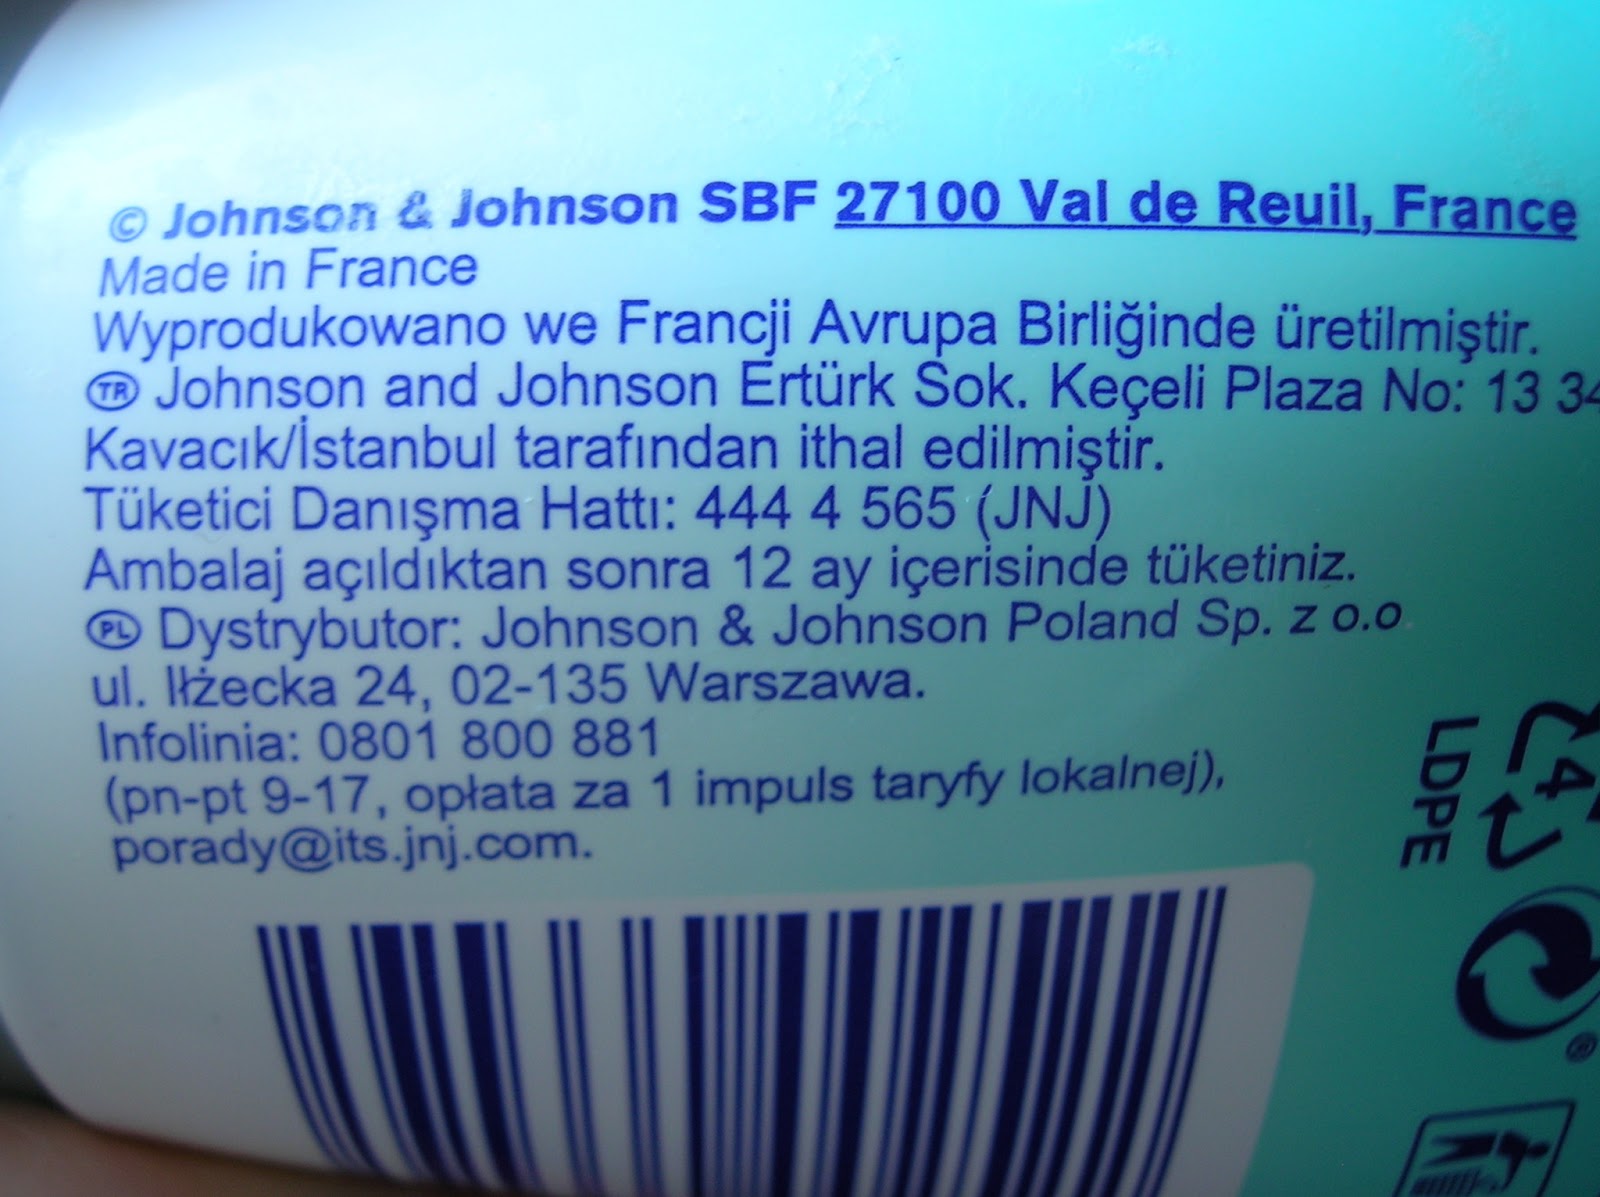 © Johnson & Johnson SBF 27100 Val de Reuil, France
Made in France
Wyprodukowano we Francji Avrupa Birliğinde üretilmiştir.
TR Johnson and Johnson Ertürk Sok. Keçeli Plaza No: 13 34
Kavacık/İstanbul tarafından ithal edilmiştir.
Tüketici Danışma Hattı: 444 4 565 (JNJ)
Ambalaj açıldıktan sonra 12 ay içerisinde tüketiniz.
PL Dystrybutor: Johnson & Johnson Poland Sp. z o.o.
ul. Iłżecka 24, 02-135 Warszawa.
Infolinia: 0801 800 881
(pn-pt 9-17, opłata za 1 impuls taryfy lokalnej),
porady@its.jnj.com.
4
LDPE
®